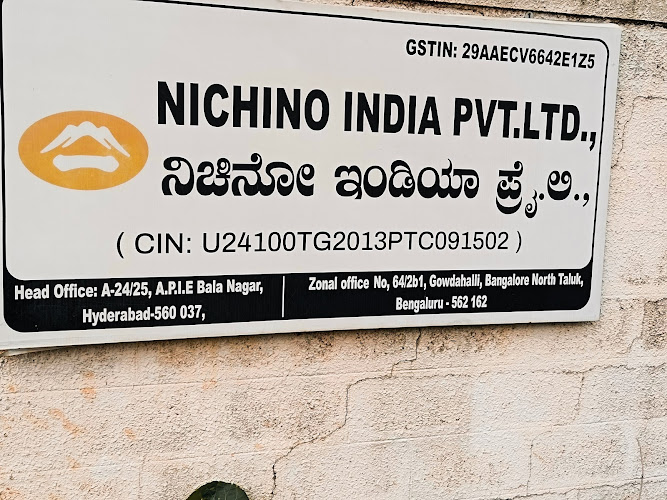 GSTIN: 29AAECV6642E1Z5
NICHINO INDIA PVT.LTD.,
ನಿಚಿನೋ ಇಂಡಿಯಾ ಪ್ರೈ.ಲಿ.,
( CIN: U24100TG2013PTC091502 )
Head Office: A-24/25, A.P.I.E Bala Nagar,
Hyderabad-560 037,
Zonal office No, 64/2b1, Gowdahalli, Bangalore North Taluk,
Bengaluru - 562 162